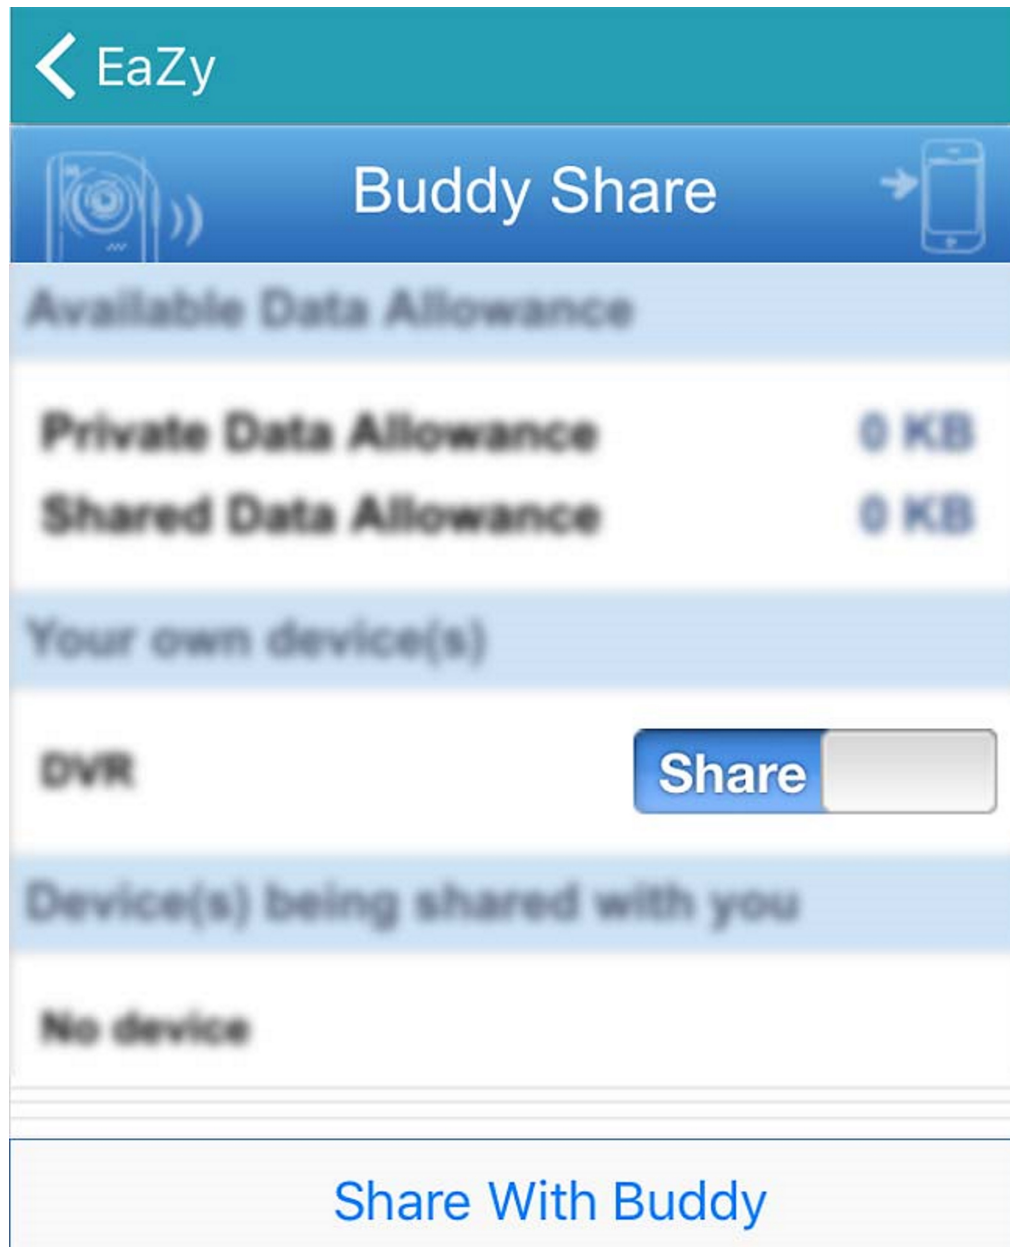 EaZy
Buddy Share
Available Data Allowance
Private Data Allowance 0 KB
Shared Data Allowance 0 KB
Your own device(s)
DVR Share
Device(s) being shared with you
No device
Share With Buddy